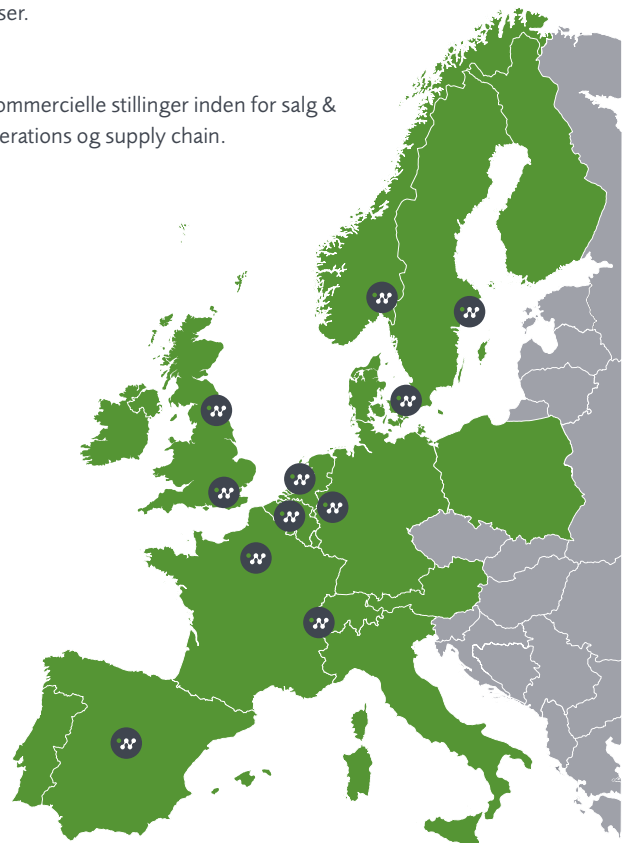 ser.
ommercielle stillinger inden for salg &
erations og supply chain.